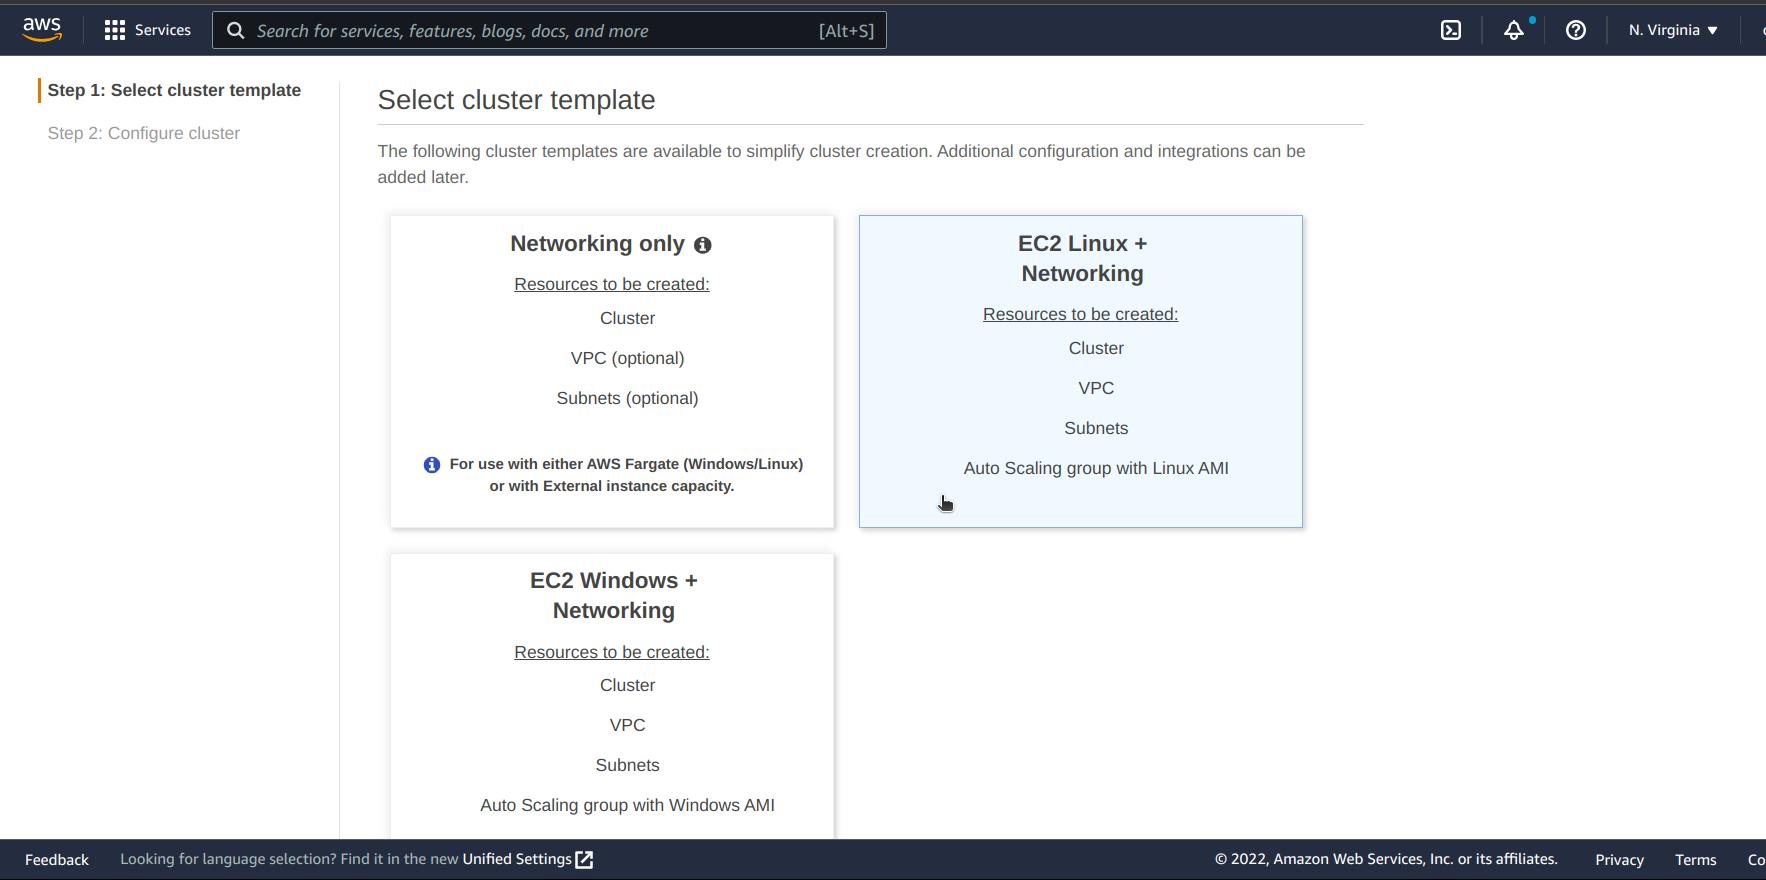 aws
Services
Search for services, features, blogs, docs, and more
[Alt+S]
N. Virginia
Step 1: Select cluster template
Step 2: Configure cluster
Select cluster template
The following cluster templates are available to simplify cluster creation. Additional configuration and integrations can be
added later.
Networking only
Resources to be created:
Cluster
VPC (optional)
Subnets (optional)
For use with either AWS Fargate (Windows/Linux)
or with External instance capacity.
EC2 Linux +
Networking
Resources to be created:
Cluster
VPC
Subnets
Auto Scaling group with Linux AMI
EC2 Windows +
Networking
Resources to be created:
Cluster
VPC
Subnets
Auto Scaling group with Windows AMI
Feedback
Looking for language selection? Find it in the new Unified Settings
© 2022, Amazon Web Services, Inc. or its affiliates.
Privacy
Terms
Co